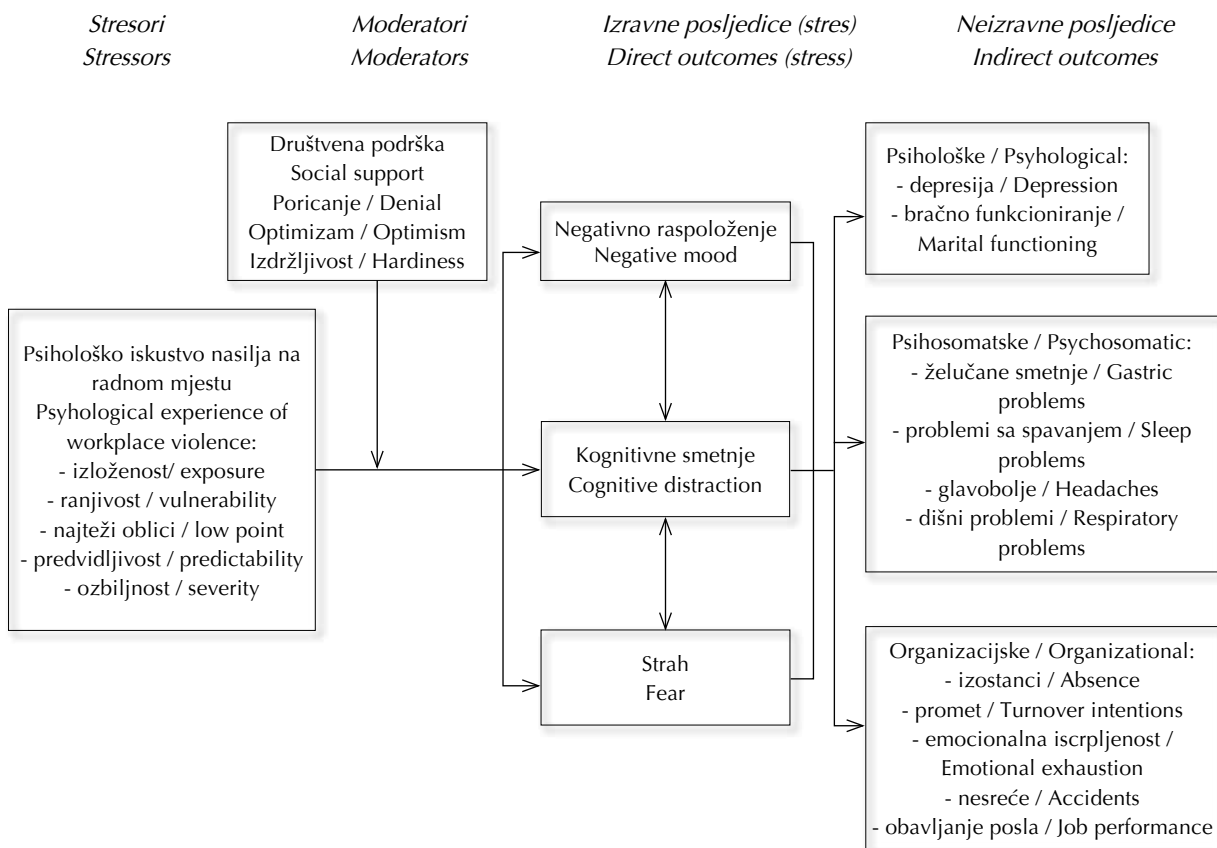 Stresori
Stressors
Moderatori
Moderators
Izravne posljedice (stres)
Direct outcomes (stress)
Neizravne posljedice
Indirect outcomes
Društvena podrška
Social support
Poricanje / Denial
Optimizam / Optimism
Izdržljivost / Hardiness
Psihološko iskustvo nasilja na
radnom mjestu
Psyhological experience of
workplace violence:
- izloženost/ exposure
- ranjivost / vulnerability
- najteži oblici / low point
- predvidljivost / predictability
- ozbiljnost / severity
Negativno raspoloženje
Negative mood
Kognitivne smetnje
Cognitive distraction
Strah
Fear
Psihološke / Psyhological:
- depresija / Depression
- bračno funkcioniranje /
Marital functioning
Psihosomatske / Psychosomatic:
- želučane smetnje / Gastric
problems
- problemi sa spavanjem / Sleep
problems
- glavobolje / Headaches
- dišni problemi / Respiratory
problems
Organizacijske / Organizational:
- izostanci / Absence
- promet / Turnover intentions
- emocionalna iscrpljenost /
Emotional exhaustion
- nesreće / Accidents
- obavljanje posla / Job performance